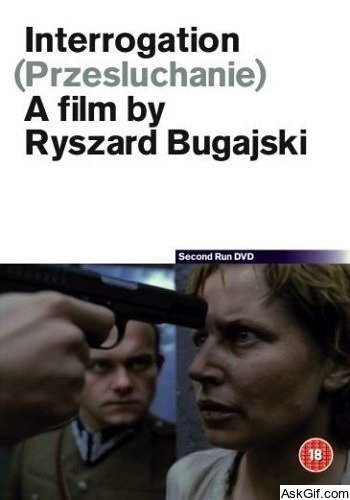 Interrogation
(Przesluchanie)
A film by
Ryszard Bugajski
Second Run DVD
18
AskGif.com